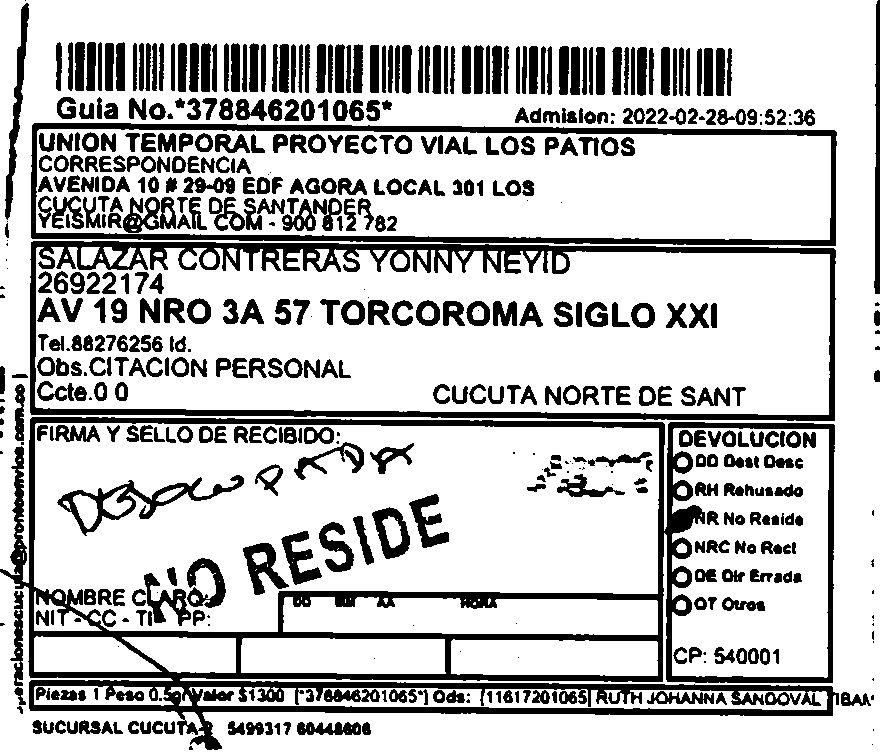 Guia No.*378846201065*
Admision: 2022-02-28-09:52:36
UNION TEMPORAL PROYECTO VIAL LOS PATIOS
CORRESPONDENCIA
AVENIDA 10 # 29-09 EDF AGORA LOCAL 301 LOS
CUCUTA NORTE DE SANTANDER
YEISMIR@GMAIL COM - 900 812 782
SALAZAR CONTRERAS YONNY NEYID
26922174
AV 19 NRO 3A 57 TORCOROMA SIGLO XXI
Tel.88276256 Id.
Obs.CITACION PERSONAL
Ccte.0 0
CUCUTA NORTE DE SANT
FIRMA Y SELLO DE RECIBIDO:
NO RESIDE
NOMBRE CLARO:
NIT - CC - TI - PP:
DD MM AA HORA
DEVOLUCION
DD Dest Desc
RH Rehusado
NR No Reside
NRC No Recl
DE Dir Errada
OT Otros
CP: 540001
Piezas 1 Peso 0.5gr Valor $1300 [*378846201065*] Ods: [11617201065] RUTH JOHANNA SANDOVAL
SUCURSAL CUCUTA-2 5499317 60448606
operacionescucuta@prontoenvios.com.co